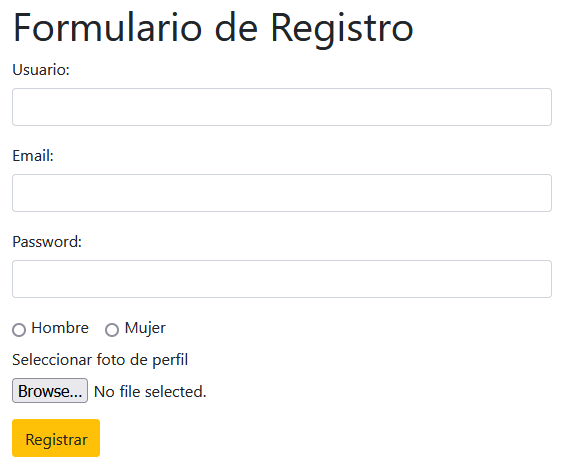 Formulario de Registro
Usuario:
Email:
Password:
Hombre Mujer
Seleccionar foto de perfil
Browse... No file selected.
Registrar